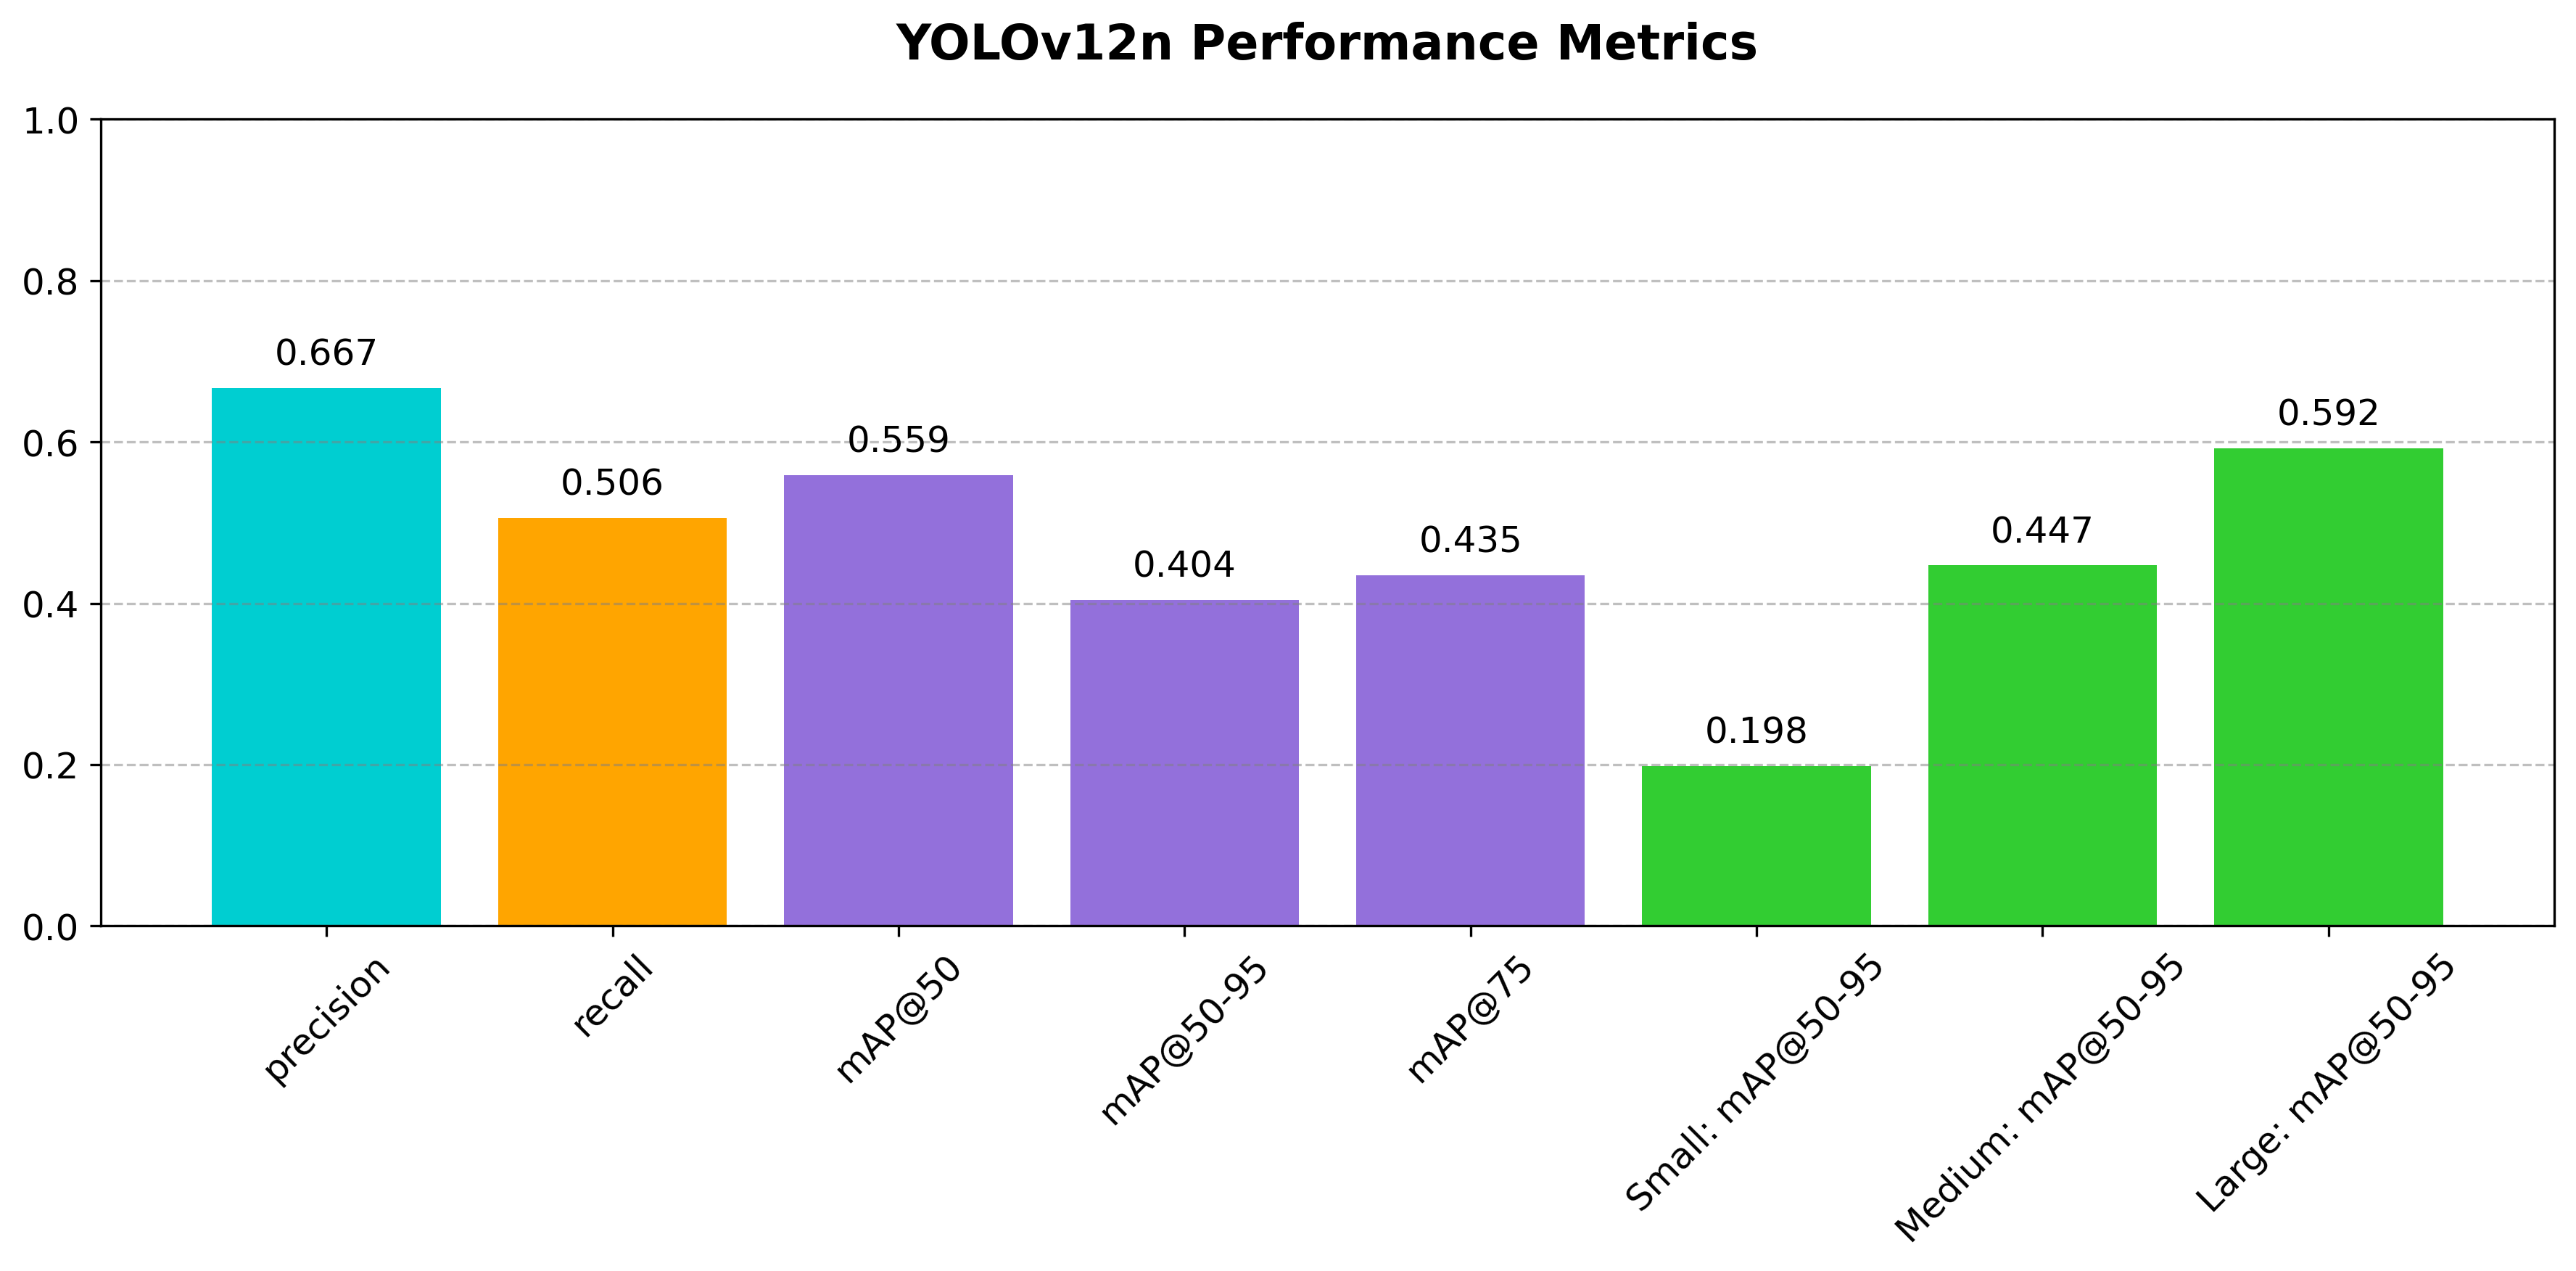 YOLOv12n Performance Metrics
1.0
0.8
0.6
0.4
0.2
0.0
0.667
0.506
0.559
0.404
0.435
0.198
0.447
0.592
precision
recall
mAP@50
mAP@50-95
mAP@75
Small: mAP@50-95
Medium: mAP@50-95
Large: mAP@50-95